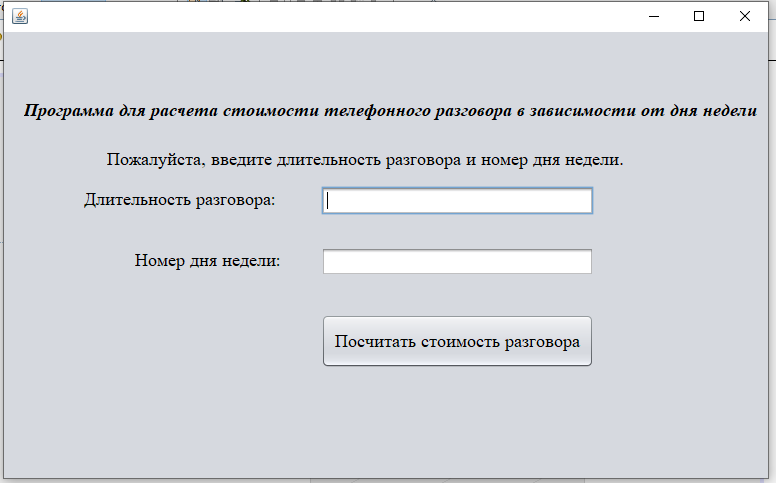 Программа для расчета стоимости телефонного разговора в зависимости от дня недели
Пожалуйста, введите длительность разговора и номер дня недели.
Длительность разговора:
Номер дня недели:
Посчитать стоимость разговора